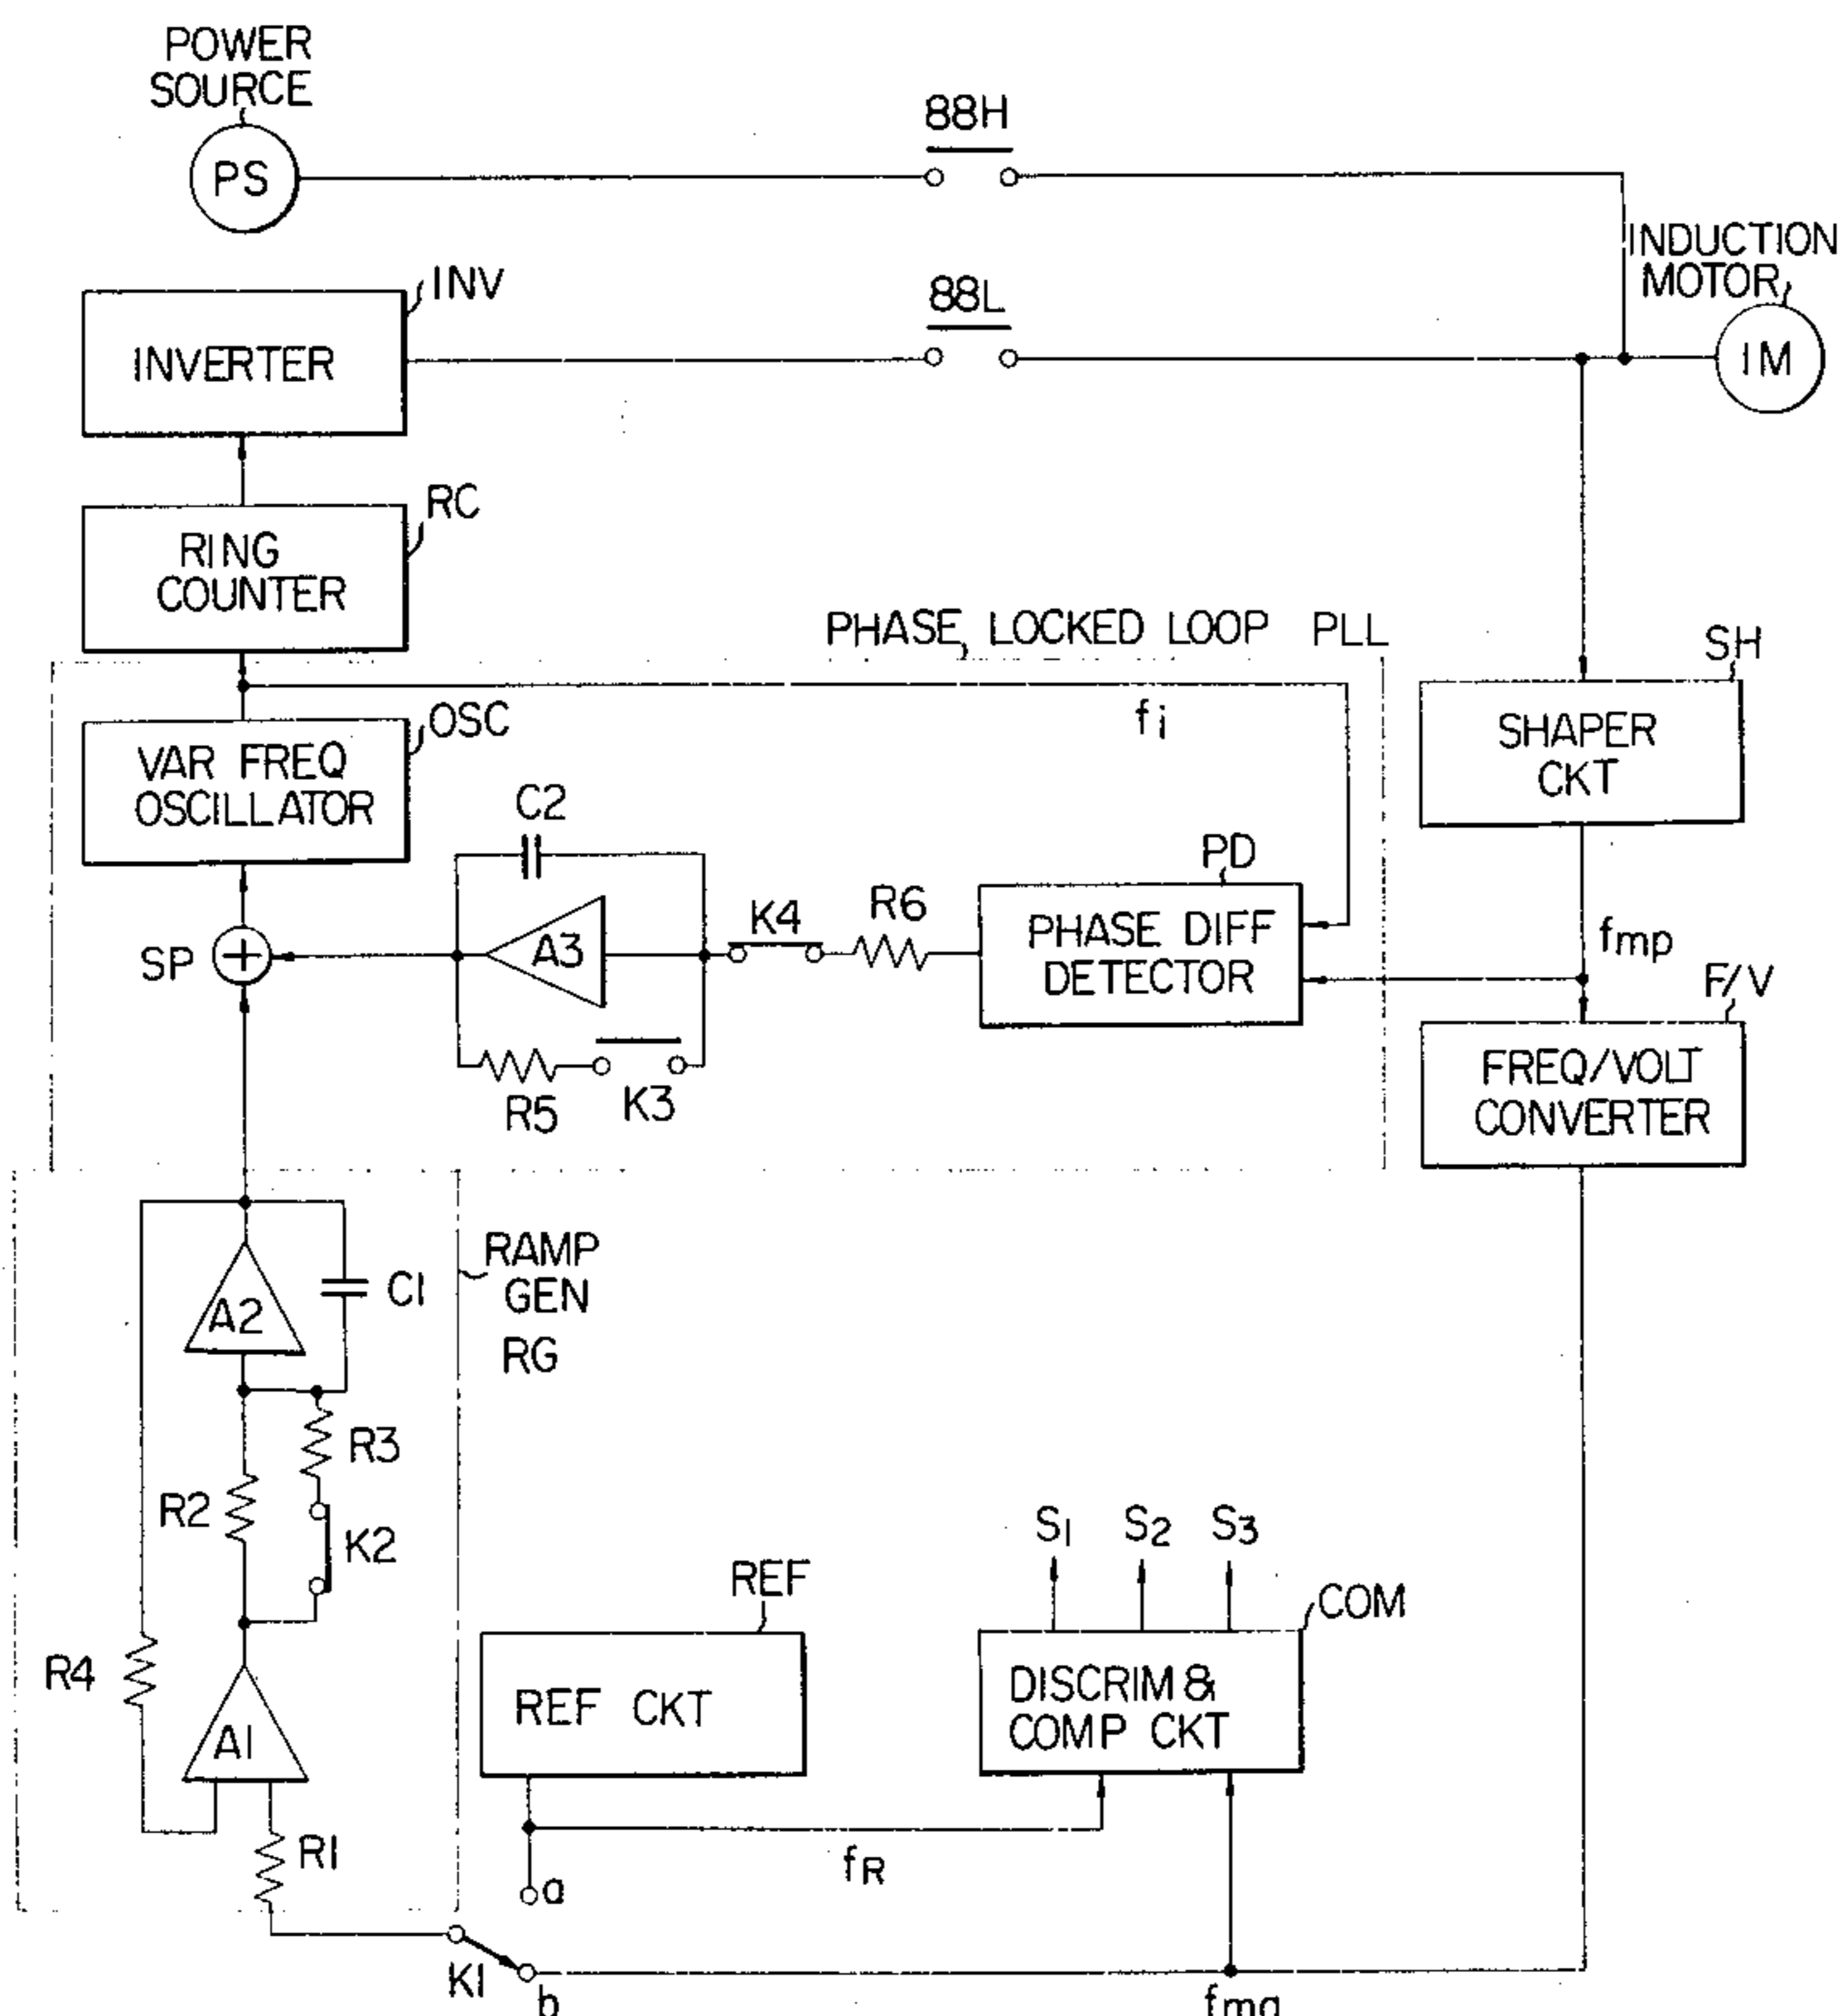 POWER
SOURCE
PS
88H
INDUCTION
MOTOR
IM
INV
INVERTER
88L
RC
RING
COUNTER
PHASE LOCKED LOOP PLL
SH
SHAPER
CKT
fi
OSC
VAR FREQ
OSCILLATOR
C2
PD
PHASE DIFF
DETECTOR
R6
K4
A3
SP
fmp
F/V
FREQ/VOLT
CONVERTER
R5
K3
RAMP
GEN
RG
A2
C1
R3
R2
K2
S1
S2
S3
REF
COM
R4
REF CKT
DISCRIM &
COMP CKT
A1
R1
fR
a
K1
b
fma